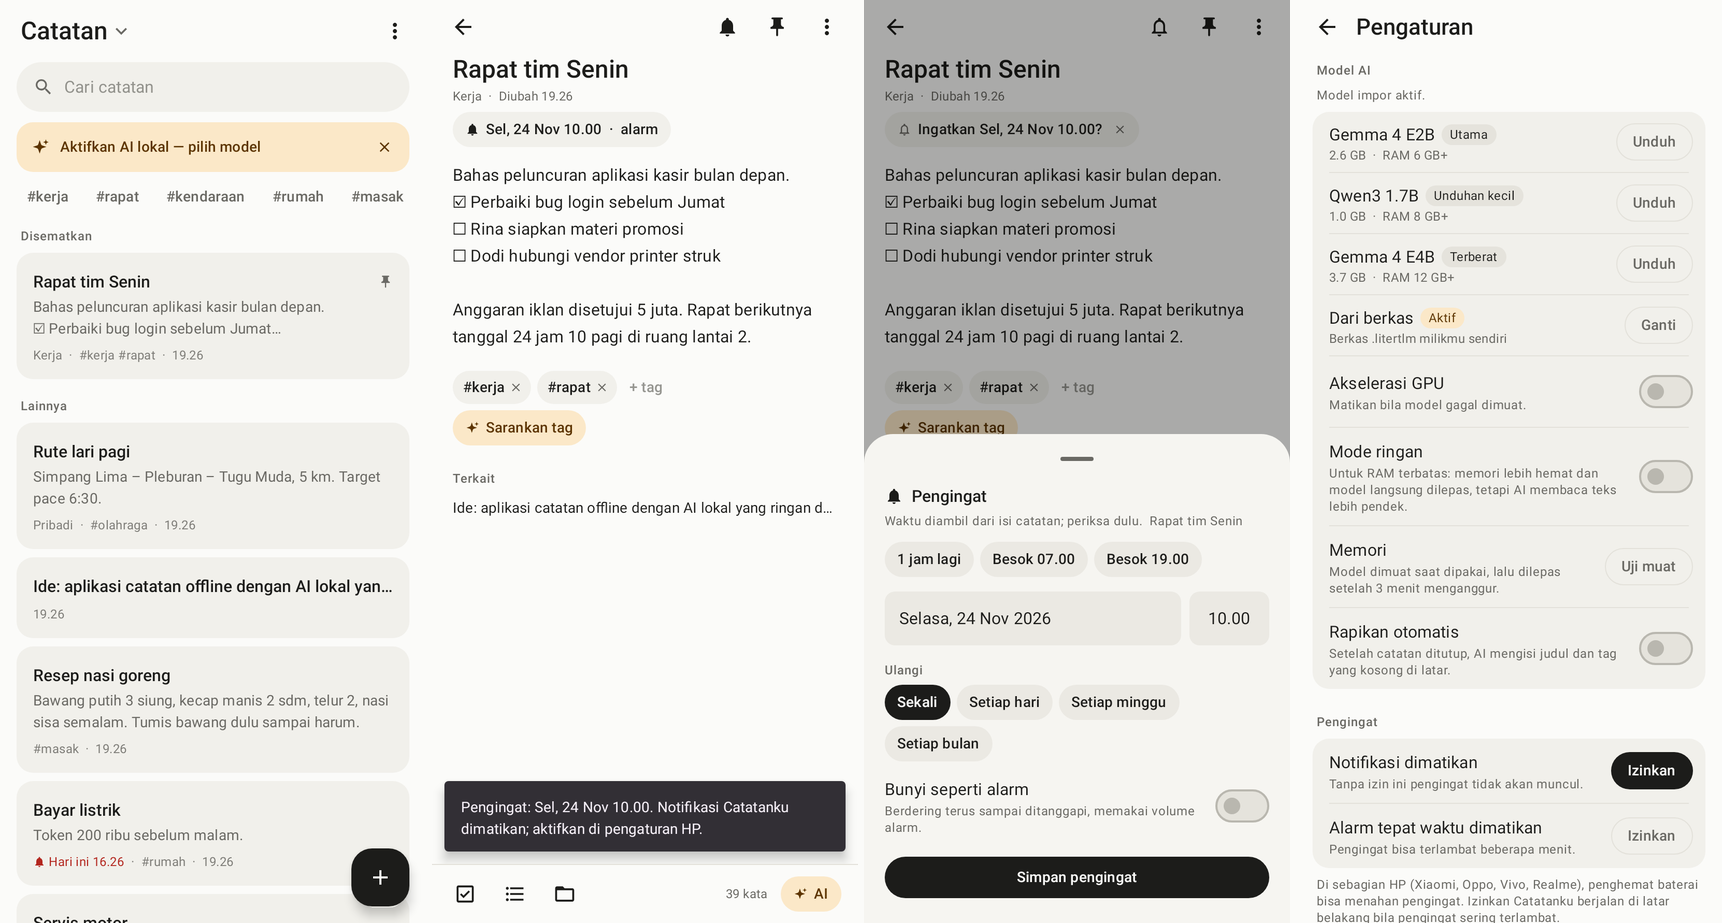 Catatan
Cari catatan
Aktifkan AI lokal — pilih model
#kerja #rapat #kendaraan #rumah #masak
Disematkan
Rapat tim Senin
Bahas peluncuran aplikasi kasir bulan depan.
☑ Perbaiki bug login sebelum Jumat...
Kerja · #kerja #rapat · 19.26
Lainnya
Rute lari pagi
Simpang Lima – Pleburan – Tugu Muda, 5 km. Target
pace 6:30.
Pribadi · #olahraga · 19.26
Ide: aplikasi catatan offline dengan AI lokal yan...
19.26
Resep nasi goreng
Bawang putih 3 siung, kecap manis 2 sdm, telur 2, nasi
sisa semalam. Tumis bawang dulu sampai harum.
#masak · 19.26
Bayar listrik
Token 200 ribu sebelum malam.
Hari ini 16.26 · #rumah · 19.26
Servis motor
Rapat tim Senin
Kerja · Diubah 19.26
Sel, 24 Nov 10.00 · alarm
Bahas peluncuran aplikasi kasir bulan depan.
☑ Perbaiki bug login sebelum Jumat
☐ Rina siapkan materi promosi
☐ Dodi hubungi vendor printer struk
Anggaran iklan disetujui 5 juta. Rapat berikutnya
tanggal 24 jam 10 pagi di ruang lantai 2.
#kerja × #rapat × + tag
Sarankan tag
Terkait
Ide: aplikasi catatan offline dengan AI lokal yang ringan d...
Pengingat: Sel, 24 Nov 10.00. Notifikasi Catatanku
dimatikan; aktifkan di pengaturan HP.
39 kata
AI
Rapat tim Senin
Kerja · Diubah 19.26
Ingatkan Sel, 24 Nov 10.00? ×
Bahas peluncuran aplikasi kasir bulan depan.
☑ Perbaiki bug login sebelum Jumat
☐ Rina siapkan materi promosi
☐ Dodi hubungi vendor printer struk
Anggaran iklan disetujui 5 juta. Rapat berikutnya
tanggal 24 jam 10 pagi di ruang lantai 2.
#kerja × #rapat × + tag
Sarankan tag
Pengingat
Waktu diambil dari isi catatan; periksa dulu. Rapat tim Senin
1 jam lagi Besok 07.00 Besok 19.00
Selasa, 24 Nov 2026 10.00
Ulangi
Sekali Setiap hari Setiap minggu
Setiap bulan
Bunyi seperti alarm
Berdering terus sampai ditanggapi, memakai volume
alarm.
Simpan pengingat
Pengaturan
Model AI
Model impor aktif.
Gemma 4 E2B Utama
2.6 GB · RAM 6 GB+
Unduh
Qwen3 1.7B Unduhan kecil
1.0 GB · RAM 8 GB+
Unduh
Gemma 4 E4B Terberat
3.7 GB · RAM 12 GB+
Unduh
Dari berkas Aktif
Berkas .litertlm milikmu sendiri
Ganti
Akselerasi GPU
Matikan bila model gagal dimuat.
Mode ringan
Untuk RAM terbatas: memori lebih hemat dan
model langsung dilepas, tetapi AI membaca teks
lebih pendek.
Memori
Model dimuat saat dipakai, lalu dilepas
setelah 3 menit menganggur.
Uji muat
Rapikan otomatis
Setelah catatan ditutup, AI mengisi judul dan tag
yang kosong di latar.
Pengingat
Notifikasi dimatikan
Tanpa izin ini pengingat tidak akan muncul.
Izinkan
Alarm tepat waktu dimatikan
Pengingat bisa terlambat beberapa menit.
Izinkan
Di sebagian HP (Xiaomi, Oppo, Vivo, Realme), penghemat baterai
bisa menahan pengingat. Izinkan Catatanku berjalan di latar
belakang bila pengingat sering terlambat.